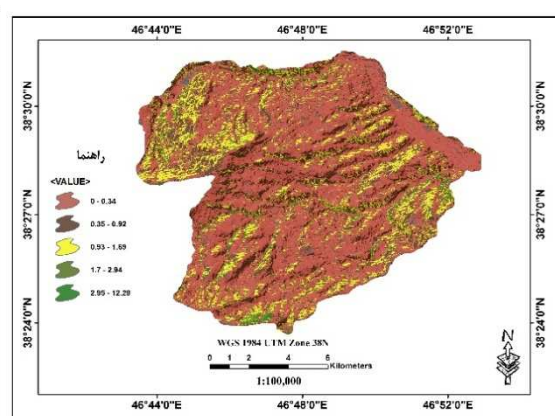 46°44'0"E 46°48'0"E 46°52'0"E
38°30'0"N 38°30'0"N
راهنما
<VALUE>
0 - 0.34
0.35 - 0.92
38°27'0"N 38°27'0"N
0.93 - 1.69
1.7 - 2.94
2.95 - 12.20
38°24'0"N 38°24'0"N
WGS 1984 UTM Zone 38N
0 1 2 4 6
Kilometers
1:100,000
N
46°44'0"E 46°48'0"E 46°52'0"E